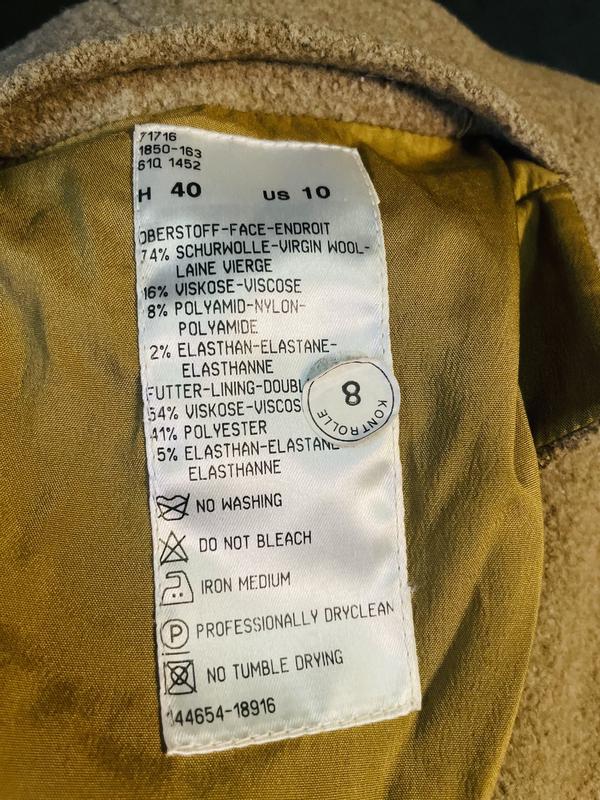 71716
1850-163
61Q 1452
H 40 US 10
OBERSTOFF-FACE-ENDROIT
74% SCHURWOLLE-VIRGIN WOOL-
LAINE VIERGE
16% VISKOSE-VISCOSE
8% POLYAMID-NYLON-
POLYAMIDE
2% ELASTHAN-ELASTANE-
ELASTHANNE
FUTTER-LINING-DOUBL
54% VISKOSE-VISCOS
41% POLYESTER
5% ELASTHAN-ELASTANE
ELASTHANNE
8
KONTROLLE
NO WASHING
DO NOT BLEACH
IRON MEDIUM
P PROFESSIONALLY DRYCLEAN
NO TUMBLE DRYING
144654-18916